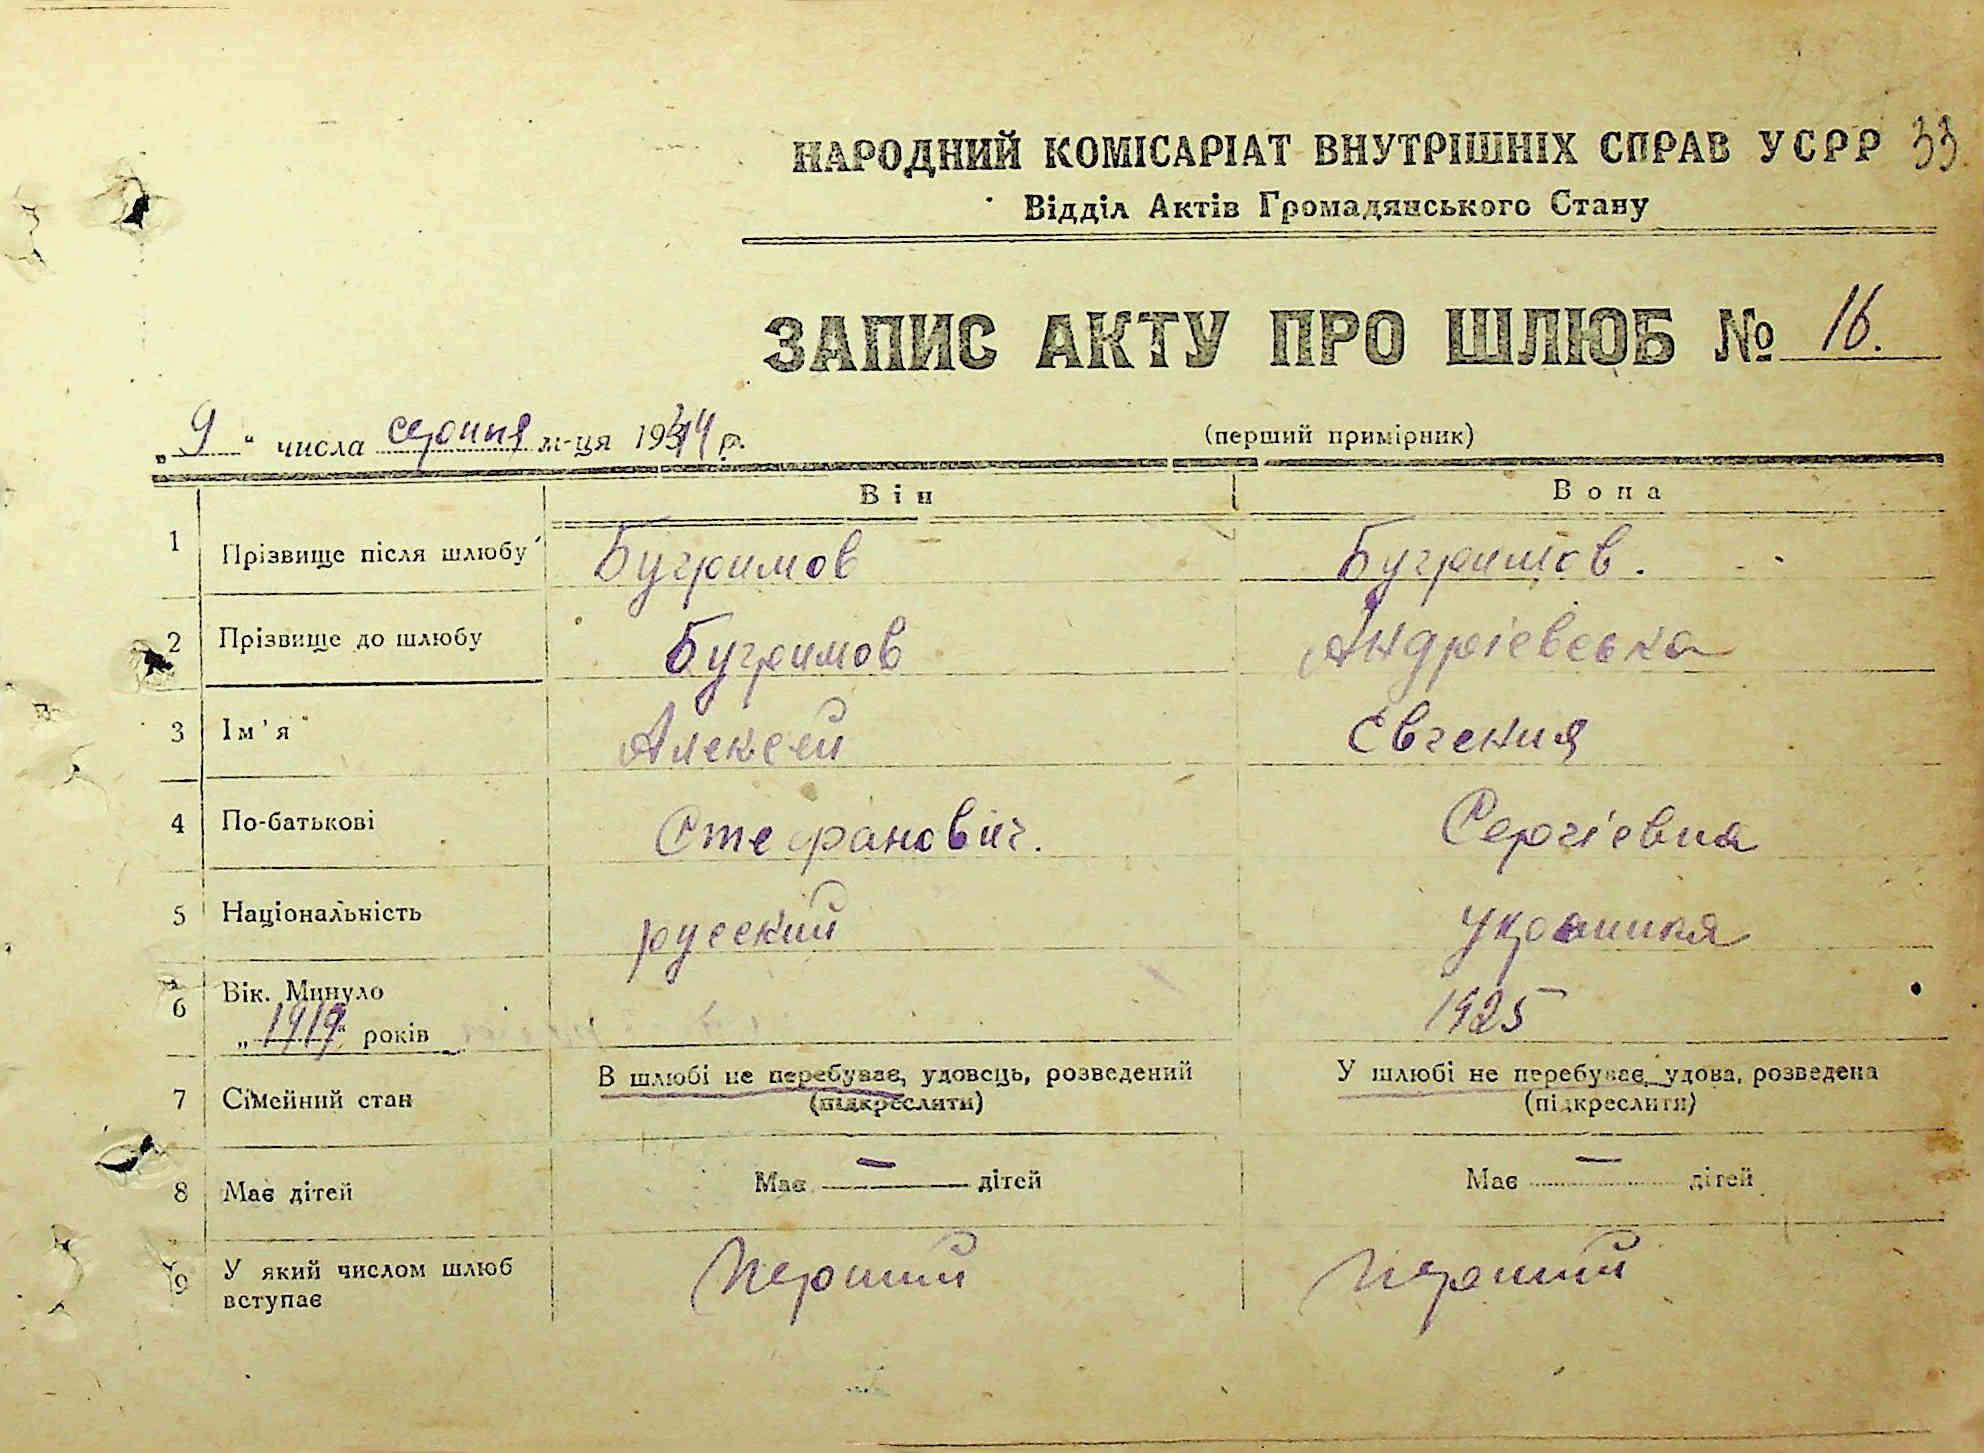 НАРОДНИЙ КОМІСАРІАТ ВНУТРІШНІХ СПРАВ УСРР 33
Відділ Актів Громадянського Стану
ЗАПИС АКТУ ПРО ШЛЮБ № 16.
„9“ числа серпня м-ця 1944 р.
(перший примірник)
Він Вона
1 Прізвище після шлюбу Бугримов Бугримов.
2 Прізвище до шлюбу Бугримов Андрієвська
3 Ім'я Алексей Євгения
4 По-батькові Стефанович. Сергієвна
5 Національність русский українка
6 Вік. Минуло
„1919“ років 1925
7 Сімейний стан В шлюбі не перебуває, удовець, розведений У шлюбі не перебуває, удова, розведена
(підкреслити) (підкреслити)
8 Має дітей Має — дітей Має — дітей
9 У який числом шлюб
вступає Перший Перший